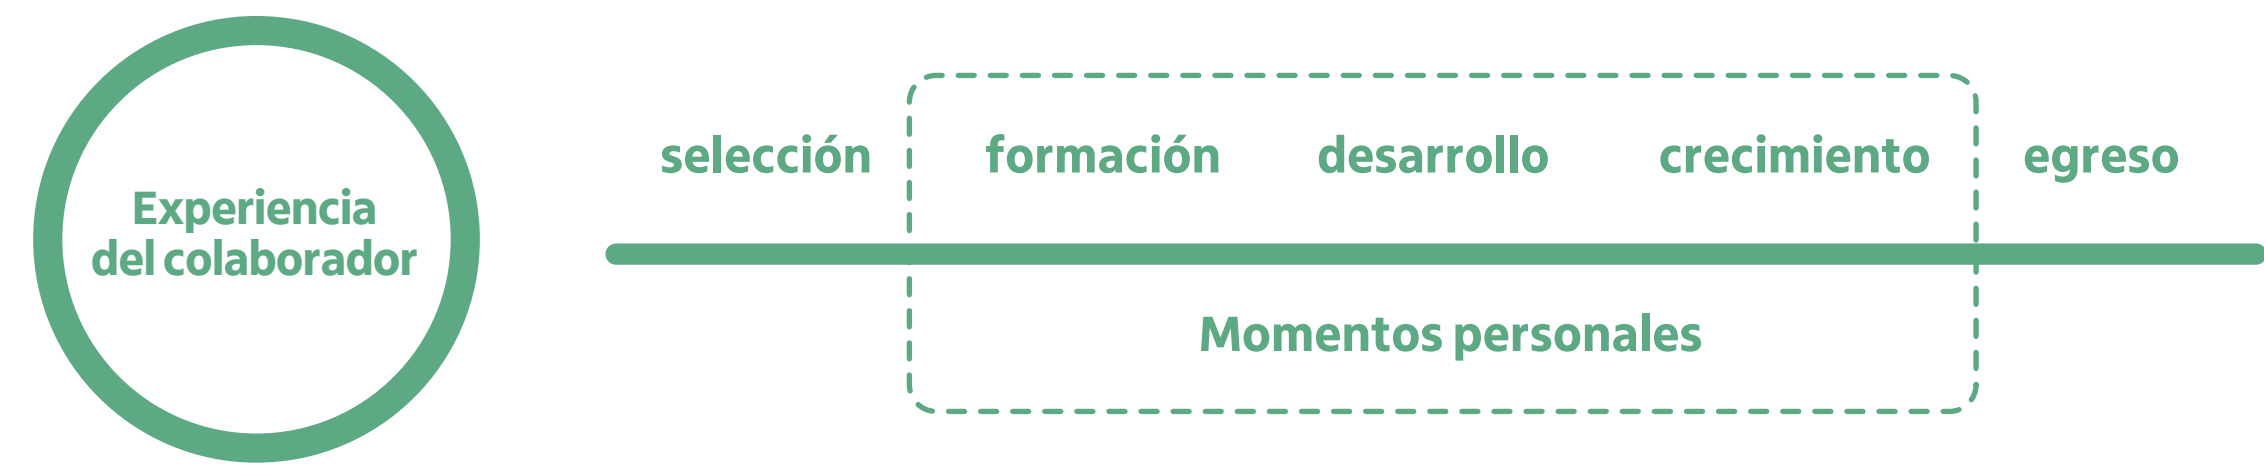 Experiencia
del colaborador
selección formación desarrollo crecimiento egreso
Momentos personales